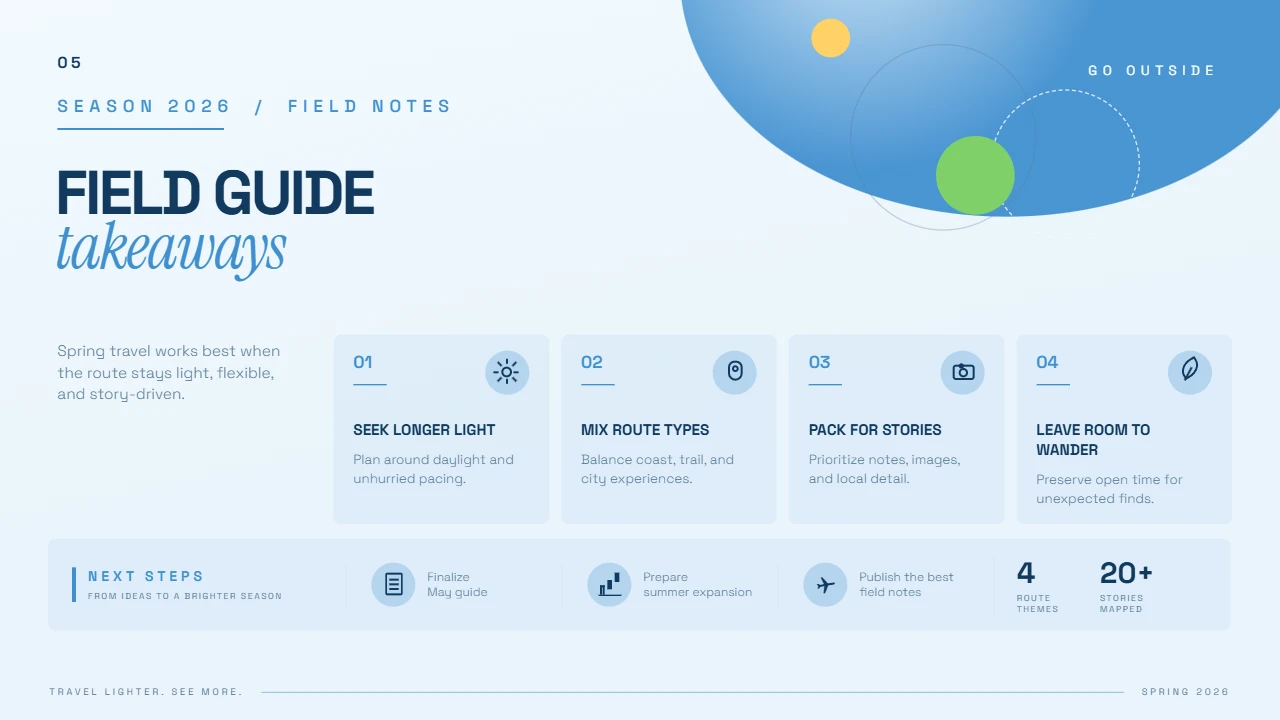 05
GO OUTSIDE
SEASON 2026 / FIELD NOTES
FIELD GUIDE
takeaways
Spring travel works best when
the route stays light, flexible,
and story-driven.
01
SEEK LONGER LIGHT
Plan around daylight and
unhurried pacing.
02
MIX ROUTE TYPES
Balance coast, trail, and
city experiences.
03
PACK FOR STORIES
Prioritize notes, images,
and local detail.
04
LEAVE ROOM TO
WANDER
Preserve open time for
unexpected finds.
NEXT STEPS
FROM IDEAS TO A BRIGHTER SEASON
Finalize
May guide
Prepare
summer expansion
Publish the best
field notes
4
ROUTE
THEMES
20+
STORIES
MAPPED
TRAVEL LIGHTER. SEE MORE.
SPRING 2026